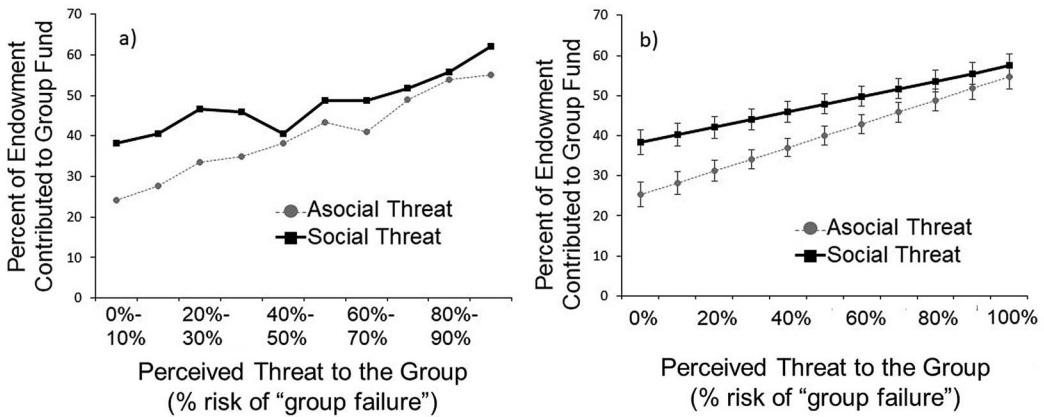 a)
Percent of Endowment
Contributed to Group Fund
70
60
50
40
30
20
10
0
Asocial Threat
Social Threat
0%- 20%- 40%- 60%- 80%-
10% 30% 50% 70% 90%
Perceived Threat to the Group
(% risk of “group failure”)
b)
Percent of Endowment
Contributed to Group Fund
70
60
50
40
30
20
10
0
Asocial Threat
Social Threat
0% 20% 40% 60% 80% 100%
Perceived Threat to the Group
(% risk of “group failure”)